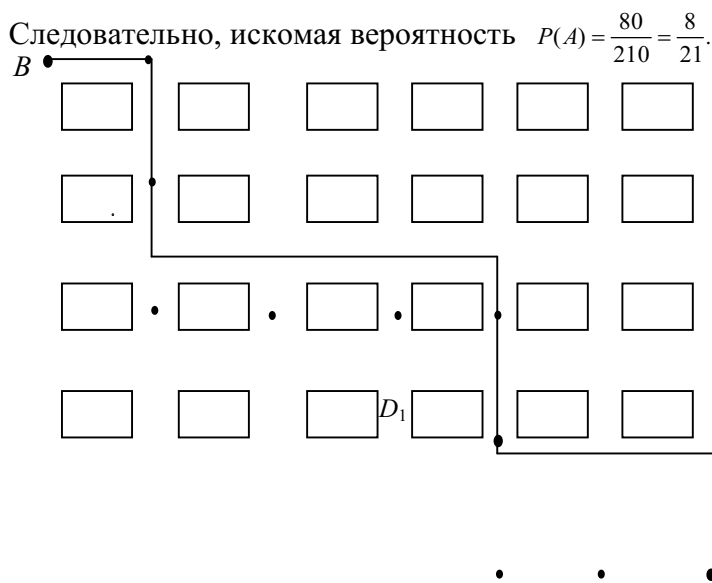 Следовательно, искомая вероятность P(A) = 80/210 = 8/21.
B
D₁